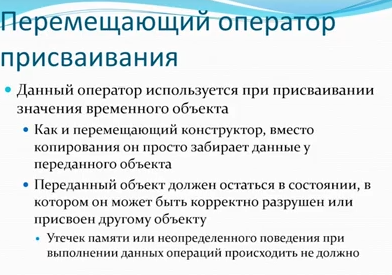 Перемещающий оператор
присваивания
Данный оператор используется при присваивании
значения временного объекта
Как и перемещающий конструктор, вместо
копирования он просто забирает данные у
переданного объекта
Переданный объект должен остаться в состоянии, в
котором он может быть корректно разрушен или
присвоен другому объекту
Утечек памяти или неопределенного поведения при
выполнении данных операций происходить не должно